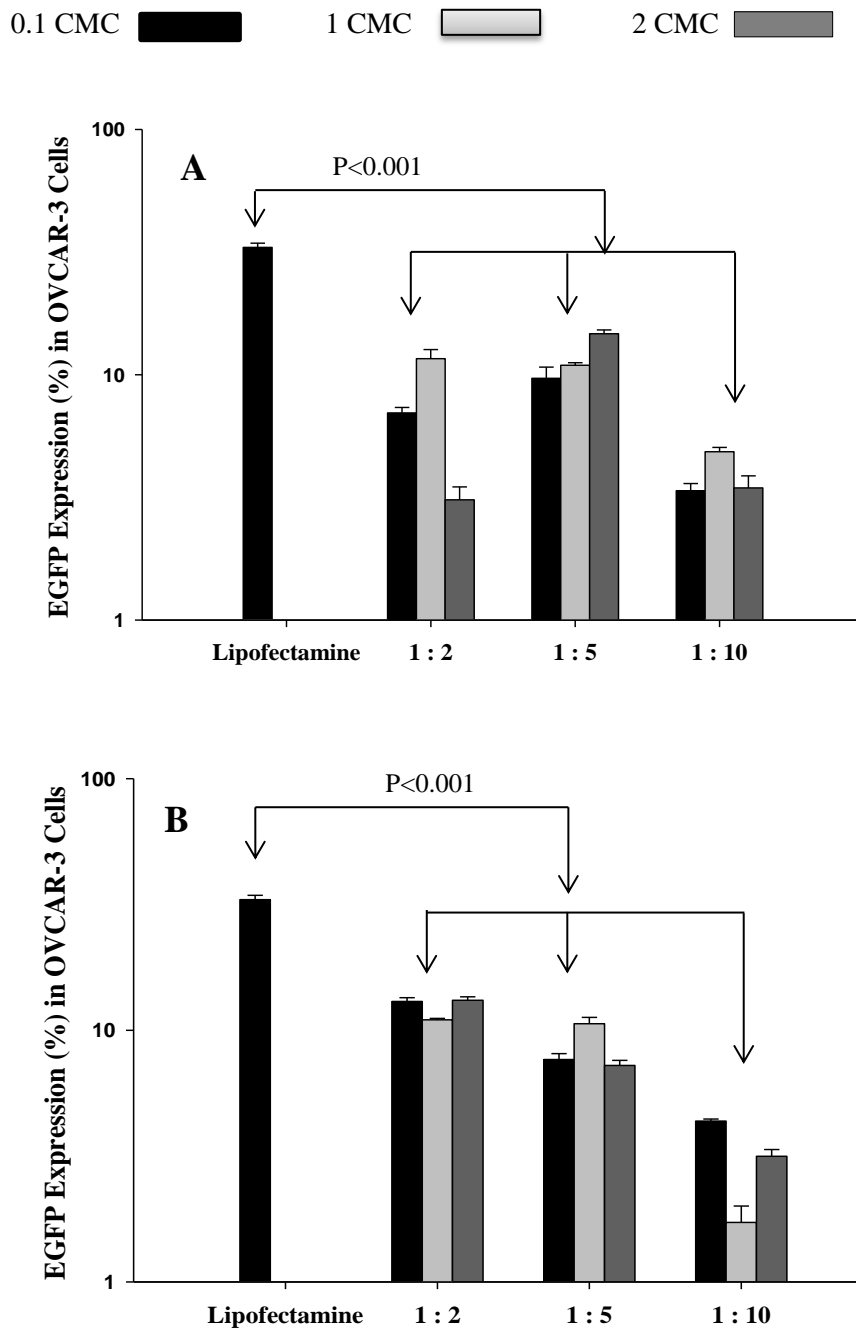 0.1 CMC 1 CMC 2 CMC
EGFP Expression (%) in OVCAR-3 Cells
100
10
1
A
P<0.001
Lipofectamine 1 : 2 1 : 5 1 : 10
EGFP Expression (%) in OVCAR-3 Cells
100
10
1
B
P<0.001
Lipofectamine 1 : 2 1 : 5 1 : 10